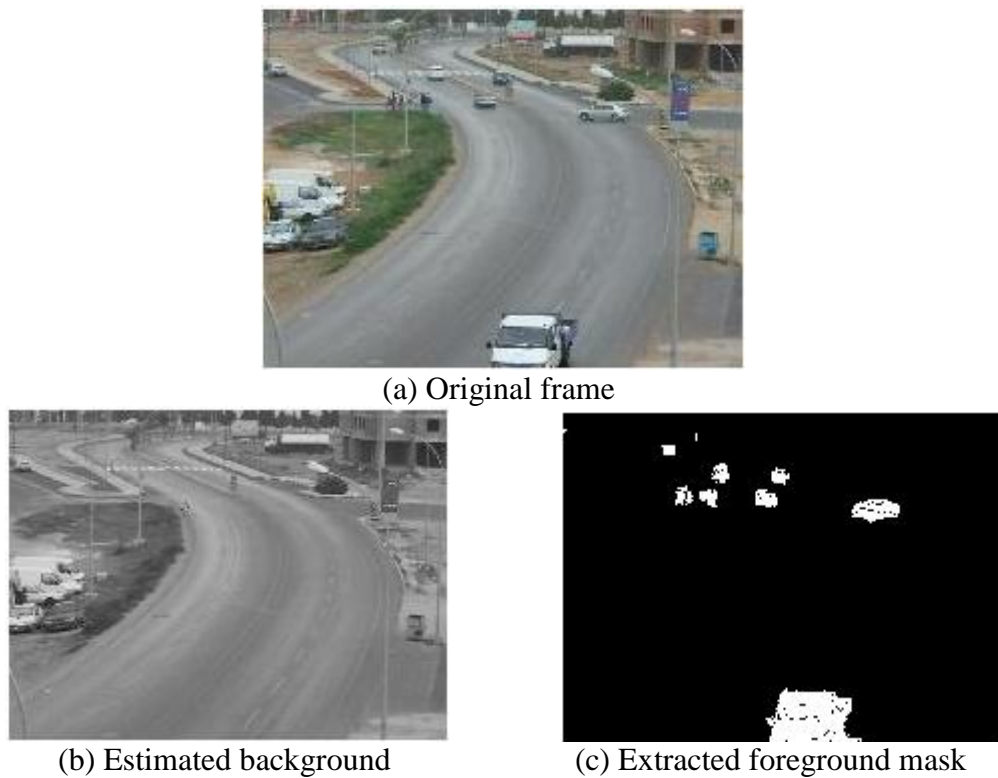 (a) Original frame
(b) Estimated background
(c) Extracted foreground mask